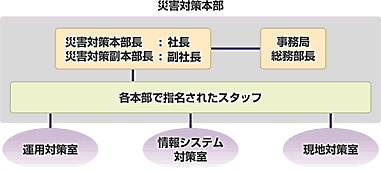 災害対策本部
災害対策本部長 ：社長
災害対策副本部長：副社長
事務局
総務部長
各本部で指名されたスタッフ
運用対策室
情報システム
対策室
現地対策室